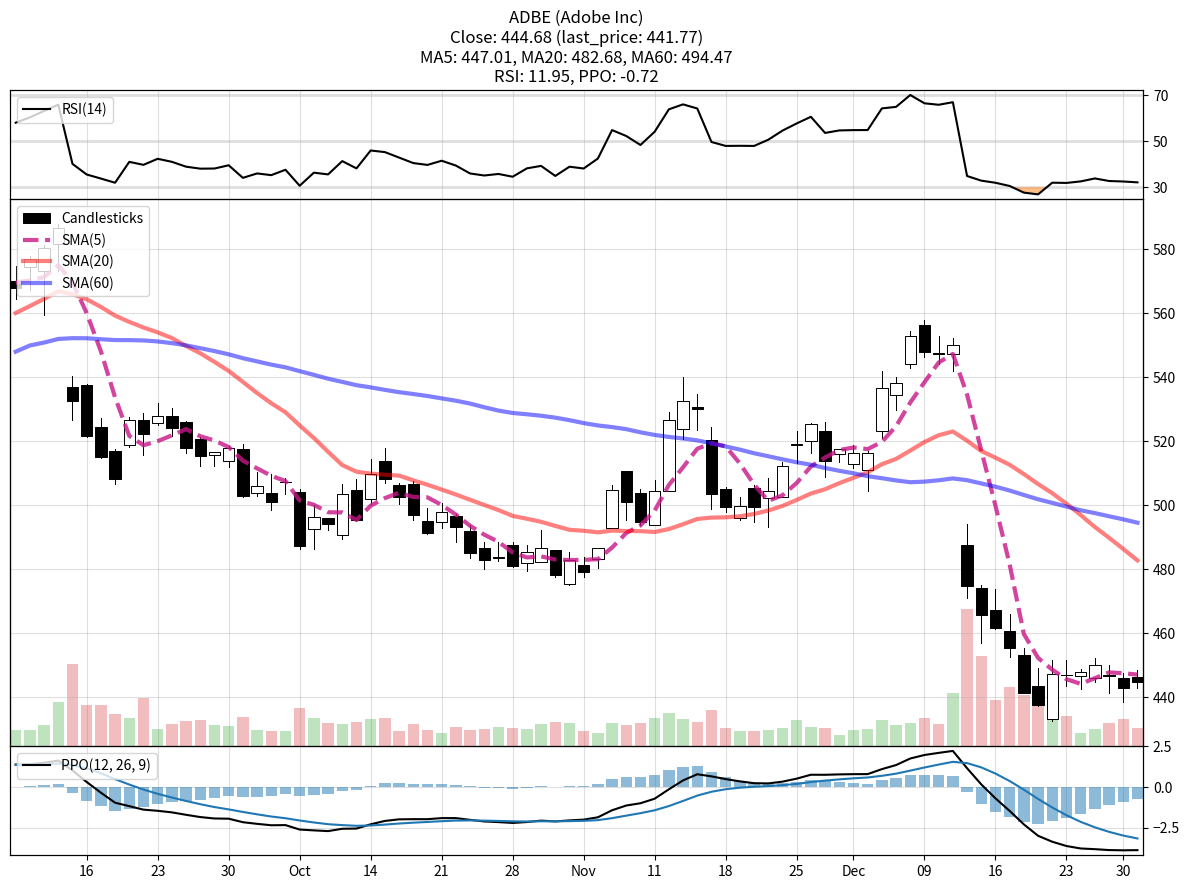 ADBE (Adobe Inc)
Close: 444.68 (last_price: 441.77)
MA5: 447.01, MA20: 482.68, MA60: 494.47
RSI: 11.95, PPO: -0.72
RSI(14)
70
50
30
Candlesticks
SMA(5)
SMA(20)
SMA(60)
580
560
540
520
500
480
460
440
PPO(12, 26, 9)
2.5
0.0
−2.5
16 23 30 Oct 14 21 28 Nov 11 18 25 Dec 09 16 23 30